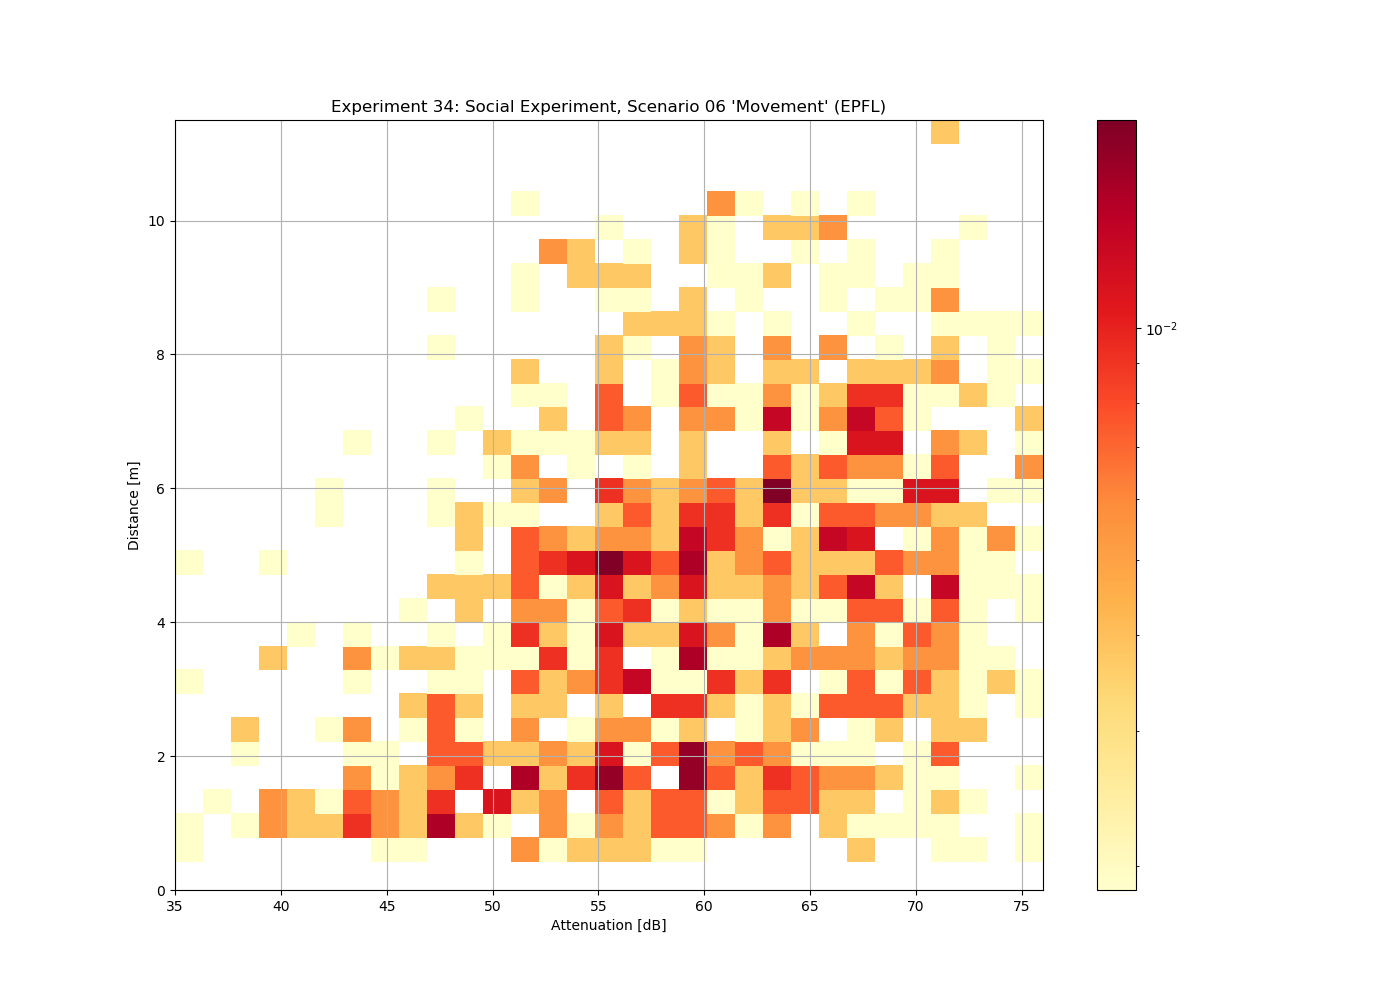 Experiment 34: Social Experiment, Scenario 06 'Movement' (EPFL)
10
8
6
4
2
0
Distance [m]
35 40 45 50 55 60 65 70 75
Attenuation [dB]
10⁻²